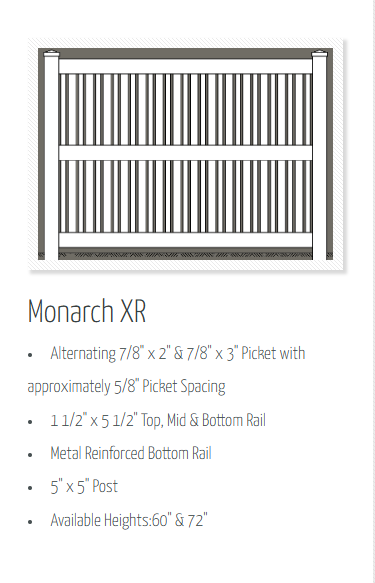 Monarch XR
• Alternating 7/8" x 2" & 7/8" x 3" Picket with
approximately 5/8" Picket Spacing
• 1 1/2" x 5 1/2" Top, Mid & Bottom Rail
• Metal Reinforced Bottom Rail
• 5" x 5" Post
• Available Heights:60" & 72"